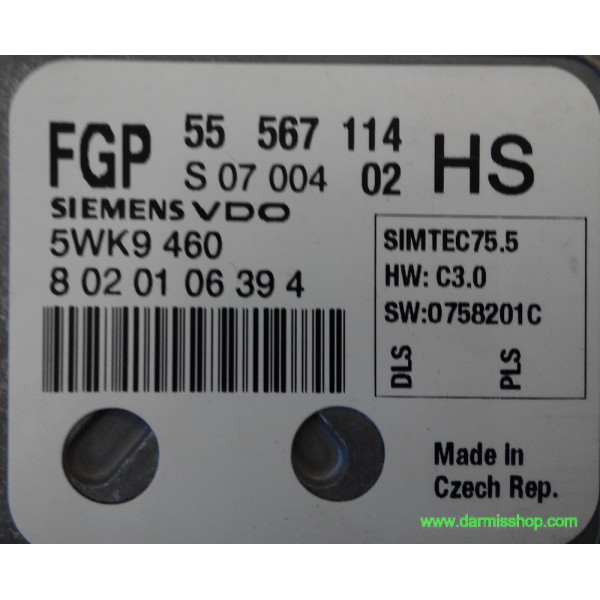 FGP 55 567 114 HS
S 07 004 02
SIEMENS VDO
5WK9 460
8 02 01 06 39 4
SIMTEC75.5
HW: C3.0
SW:0758201C
DLS PLS
Made in
Czech Rep.
www.darmisshop.com